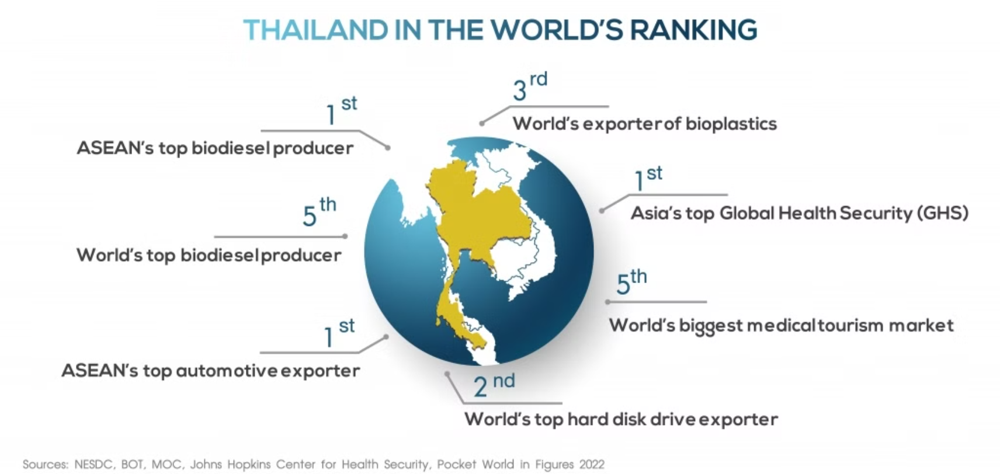 THAILAND IN THE WORLD'S RANKING
3rd
World's exporter of bioplastics
1st
ASEAN's top biodiesel producer
1st
Asia's top Global Health Security (GHS)
5th
World's top biodiesel producer
5th
World's biggest medical tourism market
1st
ASEAN's top automotive exporter
2nd
World's top hard disk drive exporter
Sources: NESDC, BOT, MOC, Johns Hopkins Center for Health Security, Pocket World in Figures 2022